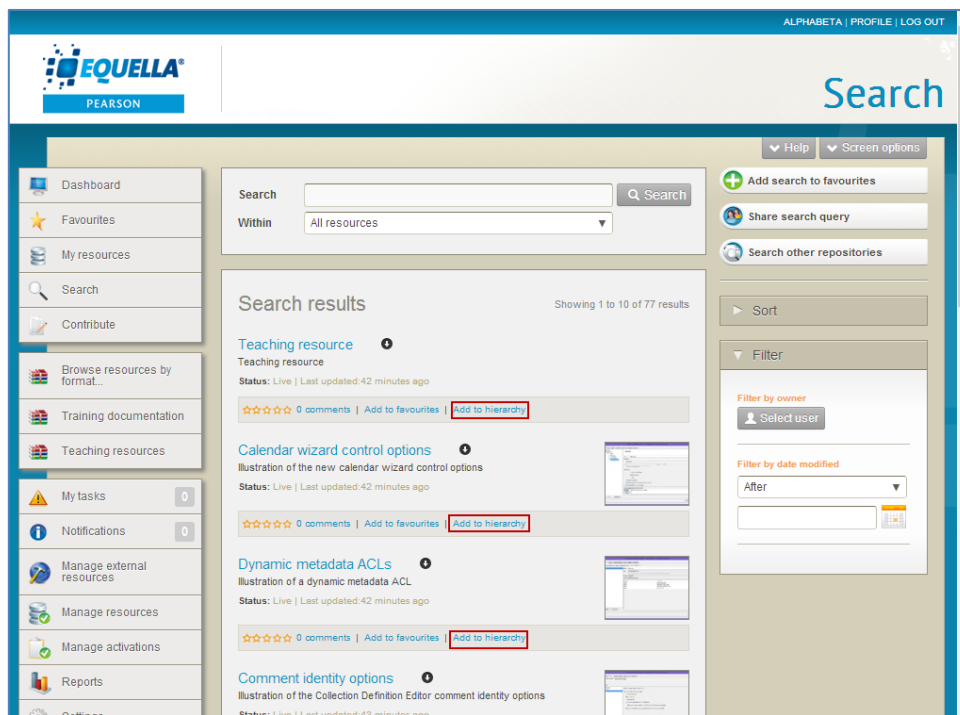 ALPHABETA | PROFILE | LOG OUT
EQUELLA®
PEARSON
Search
Help
Screen options
Dashboard
Favourites
My resources
Search
Contribute
Browse resources by
format...
Training documentation
Teaching resources
My tasks 0
Notifications 0
Manage external
resources
Manage resources
Manage activations
Reports
Settings
Search
Search
Within All resources
Search results
Showing 1 to 10 of 77 results
Teaching resource
Teaching resource
Status: Live | Last updated:42 minutes ago
0 comments | Add to favourites | Add to hierarchy
Calendar wizard control options
Illustration of the new calendar wizard control options
Status: Live | Last updated:42 minutes ago
0 comments | Add to favourites | Add to hierarchy
Dynamic metadata ACLs
Illustration of a dynamic metadata ACL
Status: Live | Last updated:42 minutes ago
0 comments | Add to favourites | Add to hierarchy
Comment identity options
Illustration of the Collection Definition Editor comment identity options
Status: Live | Last updated:43 minutes ago
Add search to favourites
Share search query
Search other repositories
Sort
Filter
Filter by owner
Select user
Filter by date modified
After